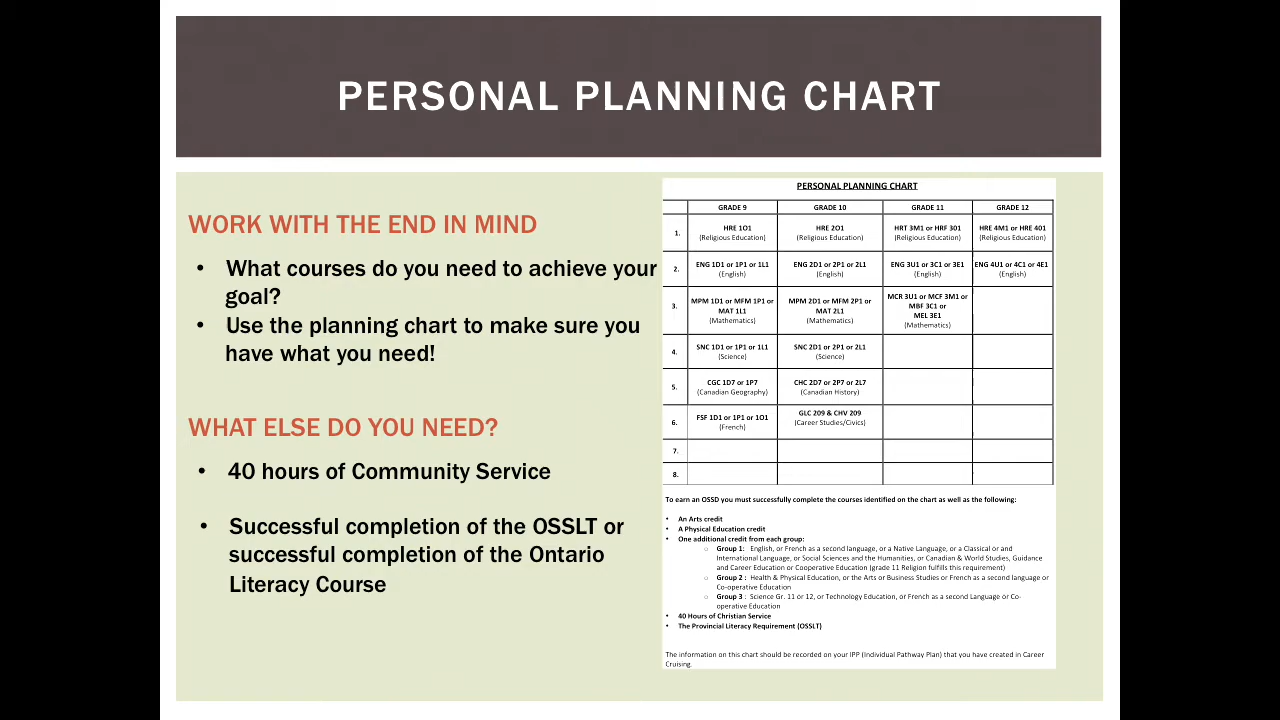 PERSONAL PLANNING CHART
WORK WITH THE END IN MIND
• What courses do you need to achieve your
goal?
• Use the planning chart to make sure you
have what you need!
WHAT ELSE DO YOU NEED?
• 40 hours of Community Service
• Successful completion of the OSSLT or
successful completion of the Ontario
Literacy Course
PERSONAL PLANNING CHART
GRADE 9 GRADE 10 GRADE 11 GRADE 12
1. HRE 1O1 HRE 2O1 HRT 3M1 or HRF 301 HRE 4M1 or HRE 401
(Religious Education) (Religious Education) (Religious Education) (Religious Education)
2. ENG 1D1 or 1P1 or 1L1 ENG 2D1 or 2P1 or 2L1 ENG 3U1 or 3C1 or 3E1 ENG 4U1 or 4C1 or 4E1
(English) (English) (English) (English)
3. MPM 1D1 or MFM 1P1 or MPM 2D1 or MFM 2P1 or MCR 3U1 or MCF 3M1 or
MAT 1L1 MAT 2L1 MBF 3C1 or
MEL 3E1
(Mathematics) (Mathematics) (Mathematics)
4. SNC 1D1 or 1P1 or 1L1 SNC 2D1 or 2P1 or 2L1
(Science) (Science)
5. CGC 1D7 or 1P7 CHC 2D7 or 2P7 or 2L7
(Canadian Geography) (Canadian History)
6. FSF 1D1 or 1P1 or 1O1 GLC 209 & CHV 209
(French) (Career Studies/Civics)
7.
8.
To earn an OSSD you must successfully complete the courses identified on the chart as well as the following:
• An Arts credit
• A Physical Education credit
• One additional credit from each group:
o Group 1: English, or French as a second language, or a Native Language, or a Classical or and
International Language, or Social Sciences and the Humanities, or Canadian & World Studies, Guidance
and Career Education or Cooperative Education (grade 11 Religion fulfills this requirement)
o Group 2 : Health & Physical Education, or the Arts or Business Studies or French as a second language or
Co-operative Education
o Group 3 : Science Gr. 11 or 12, or Technology Education, or French as a second Language or Co-
operative Education
• 40 Hours of Christian Service
• The Provincial Literacy Requirement (OSSLT)
The information on this chart should be recorded on your IPP (Individual Pathway Plan) that you have created in Career
Cruising.